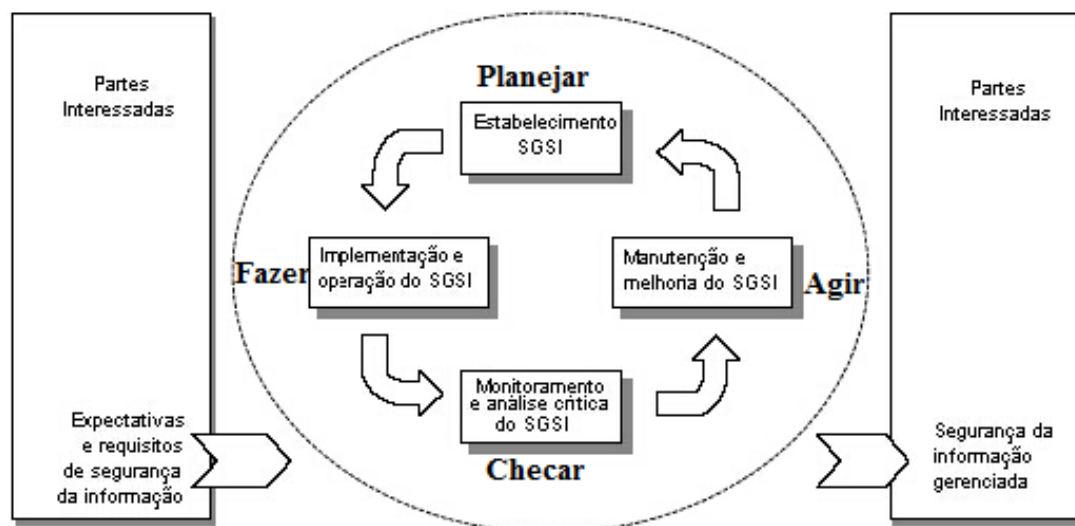 Partes
Interessadas
Expectativas
e requisitos
de segurança
da informação
Planejar
Estabelecimento
SGSI
Fazer
Implementação e
operação do SGSI
Manutenção e
melhoria do SGSI
Agir
Monitoramento
e análise crítica
do SGSI
Checar
Partes
Interessadas
Segurança da
informação
gerenciada